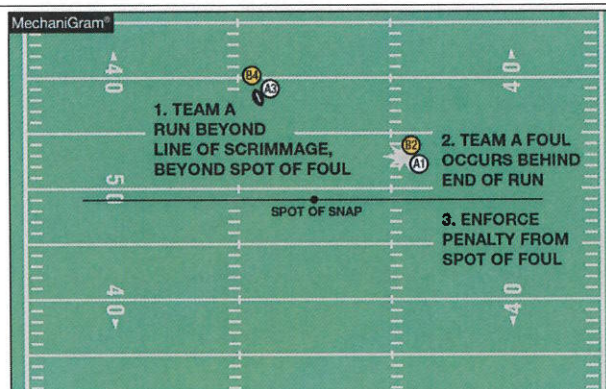 MechaniGram®
40
40
B4
A3
1. TEAM A
RUN BEYOND
LINE OF SCRIMMAGE,
BEYOND SPOT OF FOUL
B2
A1
2. TEAM A FOUL
OCCURS BEHIND
END OF RUN
50
SPOT OF SNAP
3. ENFORCE
PENALTY FROM
SPOT OF FOUL
40
40